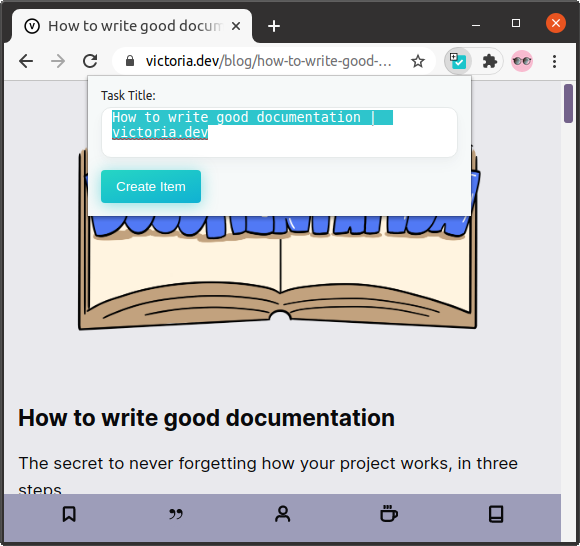 How to write good docum
victoria.dev/blog/how-to-write-good-...
Task Title:
How to write good documentation |
victoria.dev
Create Item
How to write good documentation
The secret to never forgetting how your project works, in three
steps